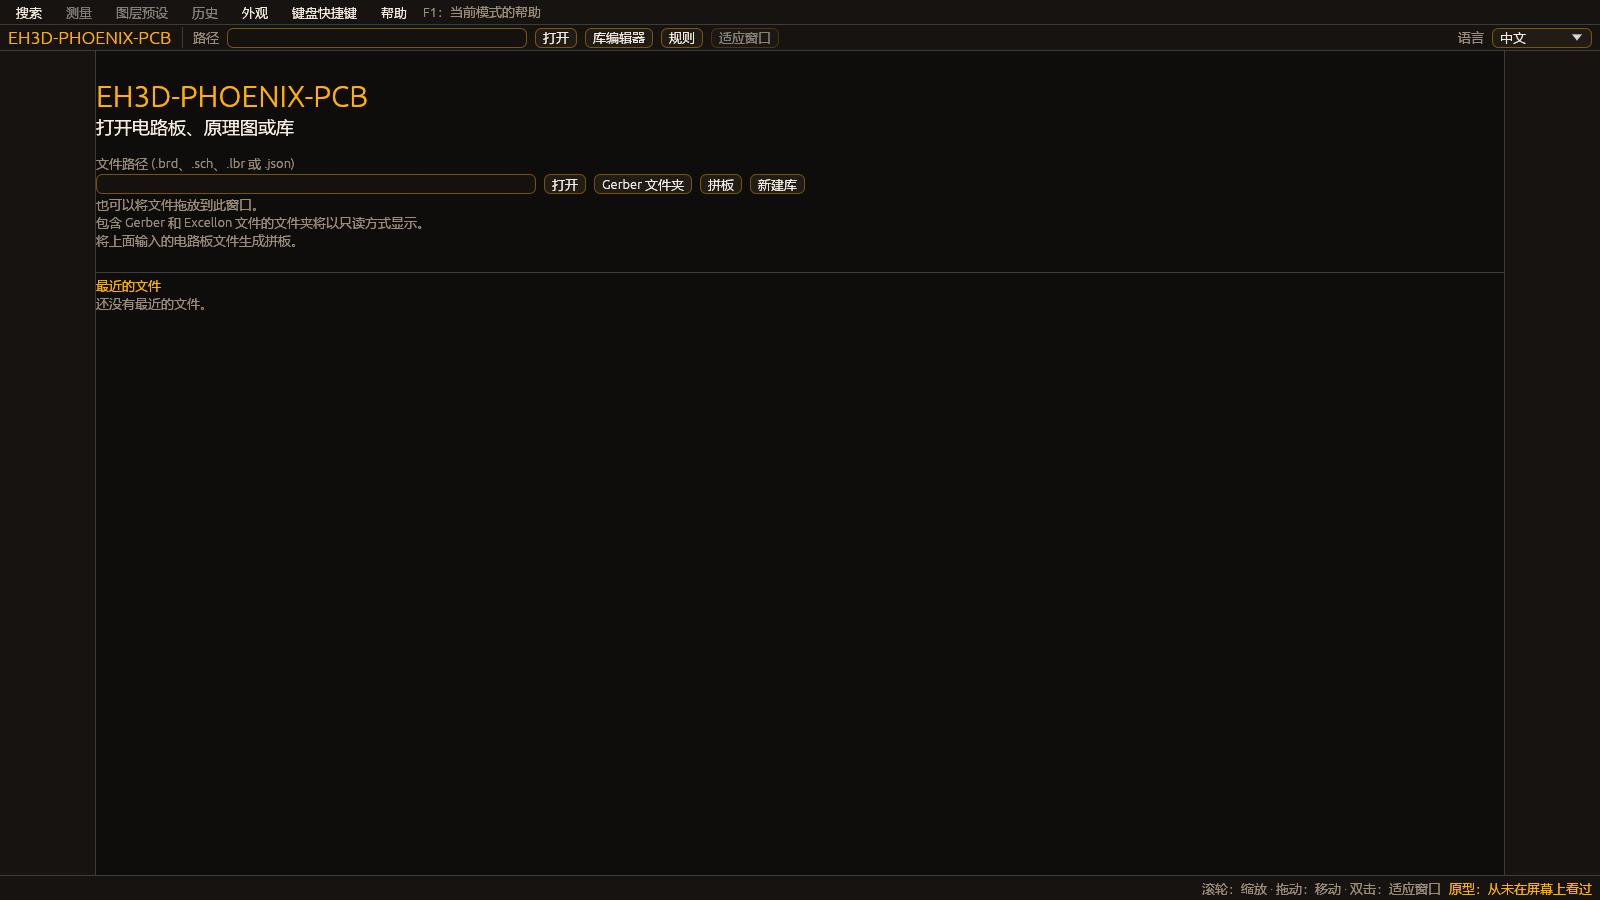 搜索 测量 图层预设 历史 外观 键盘快捷键 帮助 F1：当前模式的帮助
EH3D-PHOENIX-PCB 路径 打开 库编辑器 规则 适应窗口 语言 中文
EH3D-PHOENIX-PCB
打开电路板、原理图或库
文件路径 (.brd、.sch、.lbr 或 .json)
打开 Gerber 文件夹 拼板 新建库
也可以将文件拖放到此窗口。
包含 Gerber 和 Excellon 文件的文件夹将以只读方式显示。
将上面输入的电路板文件生成拼板。
最近的文件
还没有最近的文件。
滚轮：缩放 · 拖动：移动 · 双击：适应窗口 原型：从未在屏幕上看过